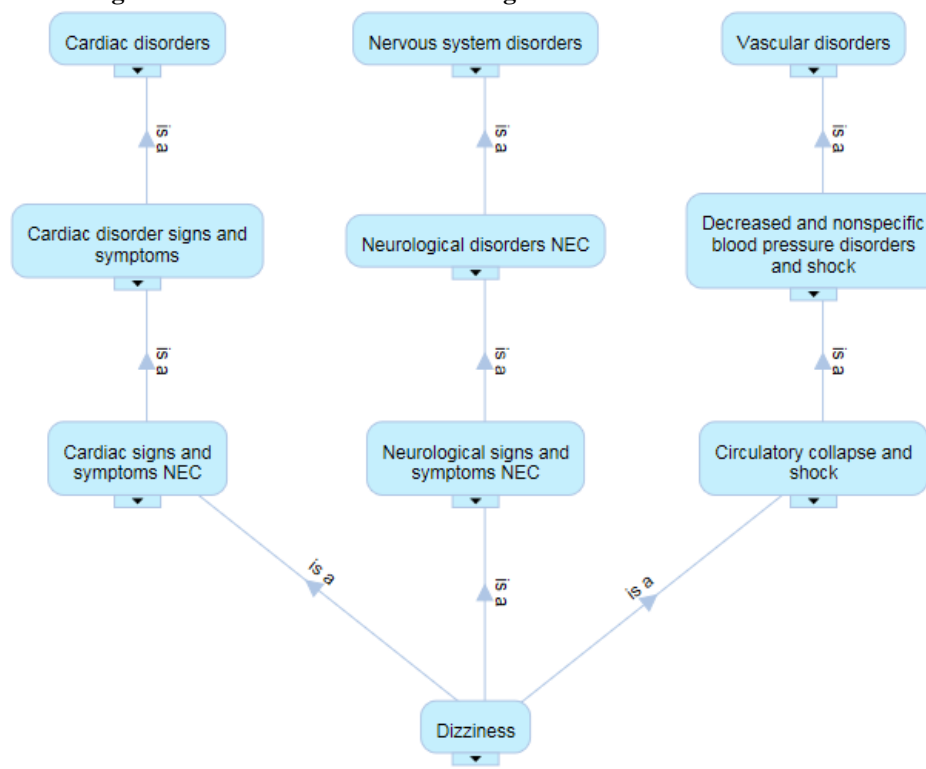 Cardiac disorders
Nervous system disorders
Vascular disorders
is a
is a
is a
Cardiac disorder signs and
symptoms
Neurological disorders NEC
Decreased and nonspecific
blood pressure disorders
and shock
is a
is a
is a
Cardiac signs and
symptoms NEC
Neurological signs and
symptoms NEC
Circulatory collapse and
shock
is a
is a
is a
Dizziness